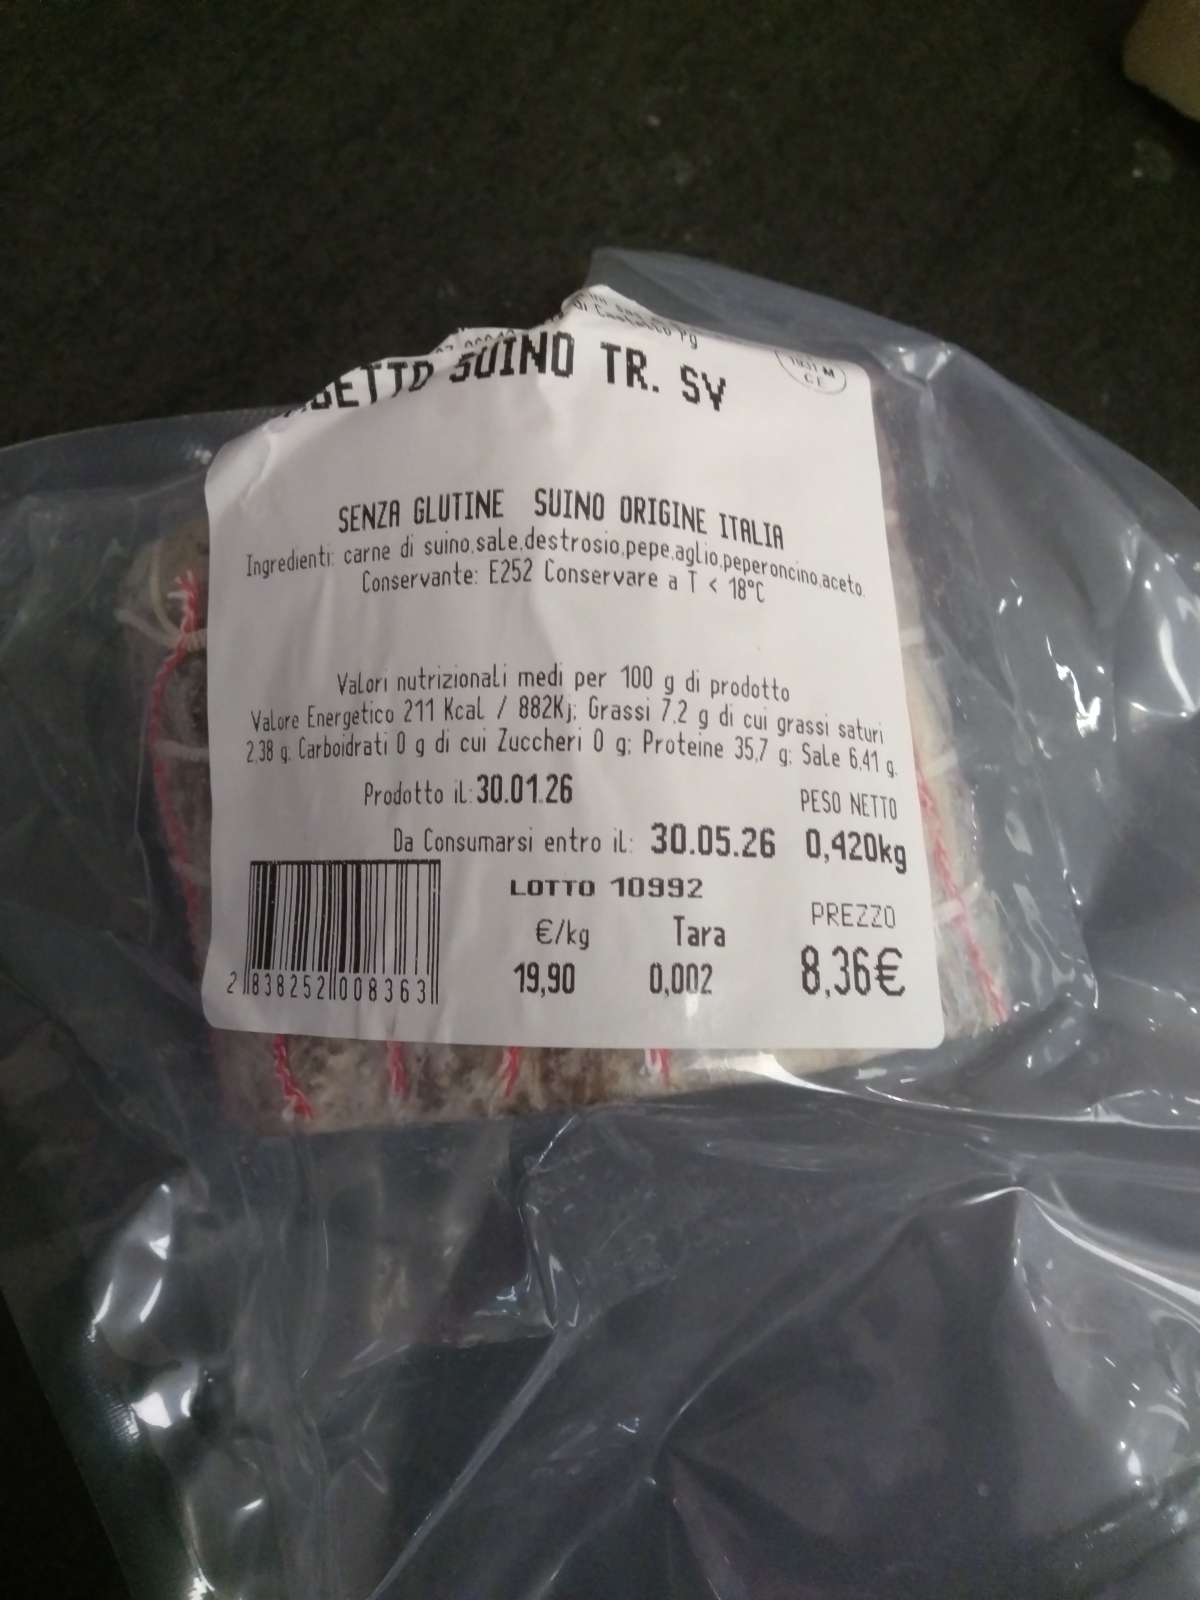 di Castello Pg
SUINO TR. SV
CE
SENZA GLUTINE SUINO ORIGINE ITALIA
Ingredienti: carne di suino,sale,destrosio,pepe,aglio,peperoncino,aceto.
Conservante: E252 Conservare a T < 18°C
Valori nutrizionali medi per 100 g di prodotto
Valore Energetico 211 Kcal / 882Kj; Grassi 7,2 g di cui grassi saturi
2,38 g; Carboidrati 0 g di cui Zuccheri 0 g; Proteine 35,7 g; Sale 6,41 g.
Prodotto il: 30.01.26
PESO NETTO
Da Consumarsi entro il: 30.05.26 0,420kg
LOTTO 10992
€/kg Tara PREZZO
19,90 0,002 8,36€
2 838252 008363